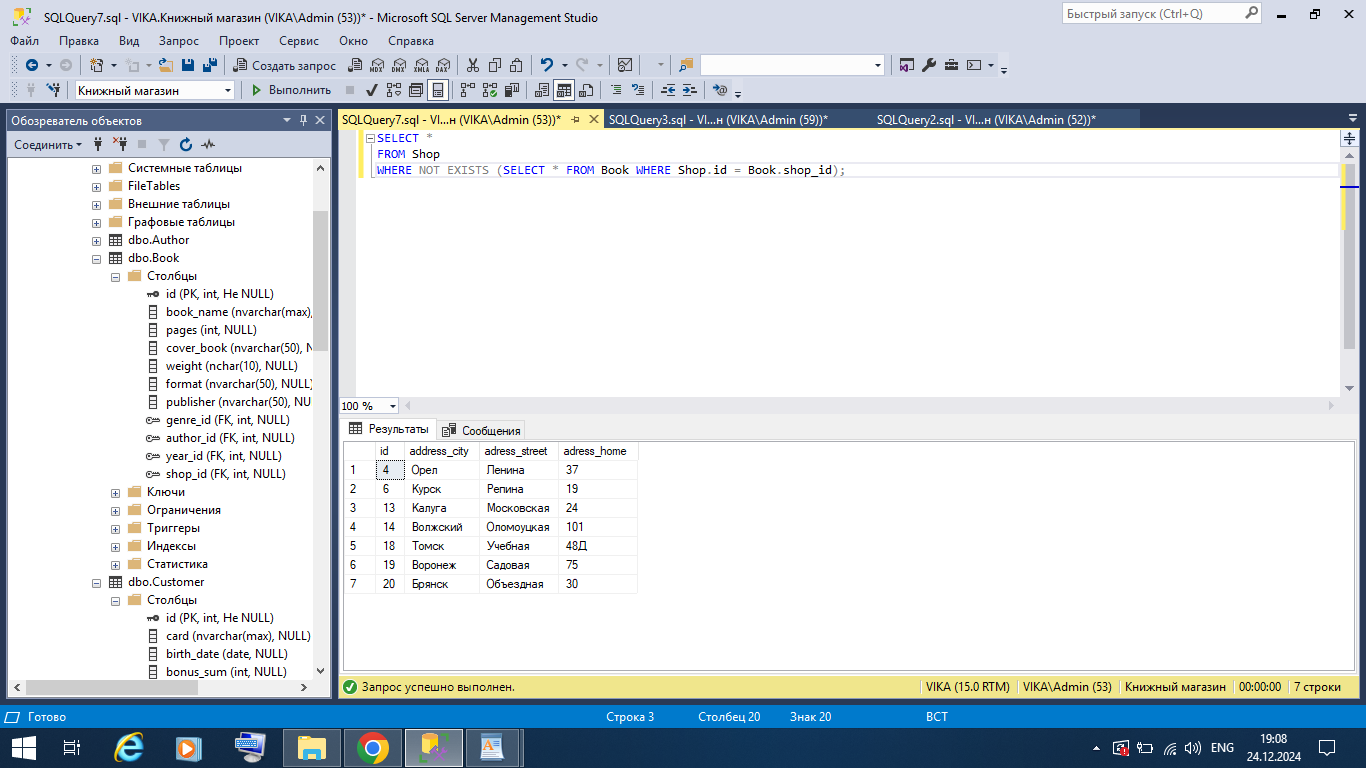 SQLQuery7.sql - VIKA.Книжный магазин (VIKA\Admin (53))* - Microsoft SQL Server Management Studio
Быстрый запуск (Ctrl+Q)
Файл Правка Вид Запрос Проект Сервис Окно Справка
Создать запрос MDX DMX XMLA DAX
Книжный магазин Выполнить
Обозреватель объектов
SQLQuery7.sql - VI...н (VIKA\Admin (53))* SQLQuery3.sql - VI...н (VIKA\Admin (59))* SQLQuery2.sql - VI...н (VIKA\Admin (52))*
Соединить
Системные таблицы
FileTables
Внешние таблицы
Графовые таблицы
dbo.Author
dbo.Book
Столбцы
id (PK, int, Не NULL)
book_name (nvarchar(max),
pages (int, NULL)
cover_book (nvarchar(50), N
weight (nchar(10), NULL)
format (nvarchar(50), NULL)
publisher (nvarchar(50), NU
genre_id (FK, int, NULL)
author_id (FK, int, NULL)
year_id (FK, int, NULL)
shop_id (FK, int, NULL)
Ключи
Ограничения
Триггеры
Индексы
Статистика
dbo.Customer
Столбцы
id (PK, int, Не NULL)
card (nvarchar(max), NULL)
birth_date (date, NULL)
bonus_sum (int, NULL)
SELECT *
FROM Shop
WHERE NOT EXISTS (SELECT * FROM Book WHERE Shop.id = Book.shop_id);
100 %
Результаты Сообщения
id address_city adress_street adress_home
1 4 Орел Ленина 37
2 6 Курск Репина 19
3 13 Калуга Московская 24
4 14 Волжский Оломоуцкая 101
5 18 Томск Учебная 48Д
6 19 Воронеж Садовая 75
7 20 Брянск Объездная 30
Запрос успешно выполнен. VIKA (15.0 RTM) VIKA\Admin (53) Книжный магазин 00:00:00 7 строки
Готово Строка 3 Столбец 20 Знак 20 ВСТ
ENG 19:08
24.12.2024